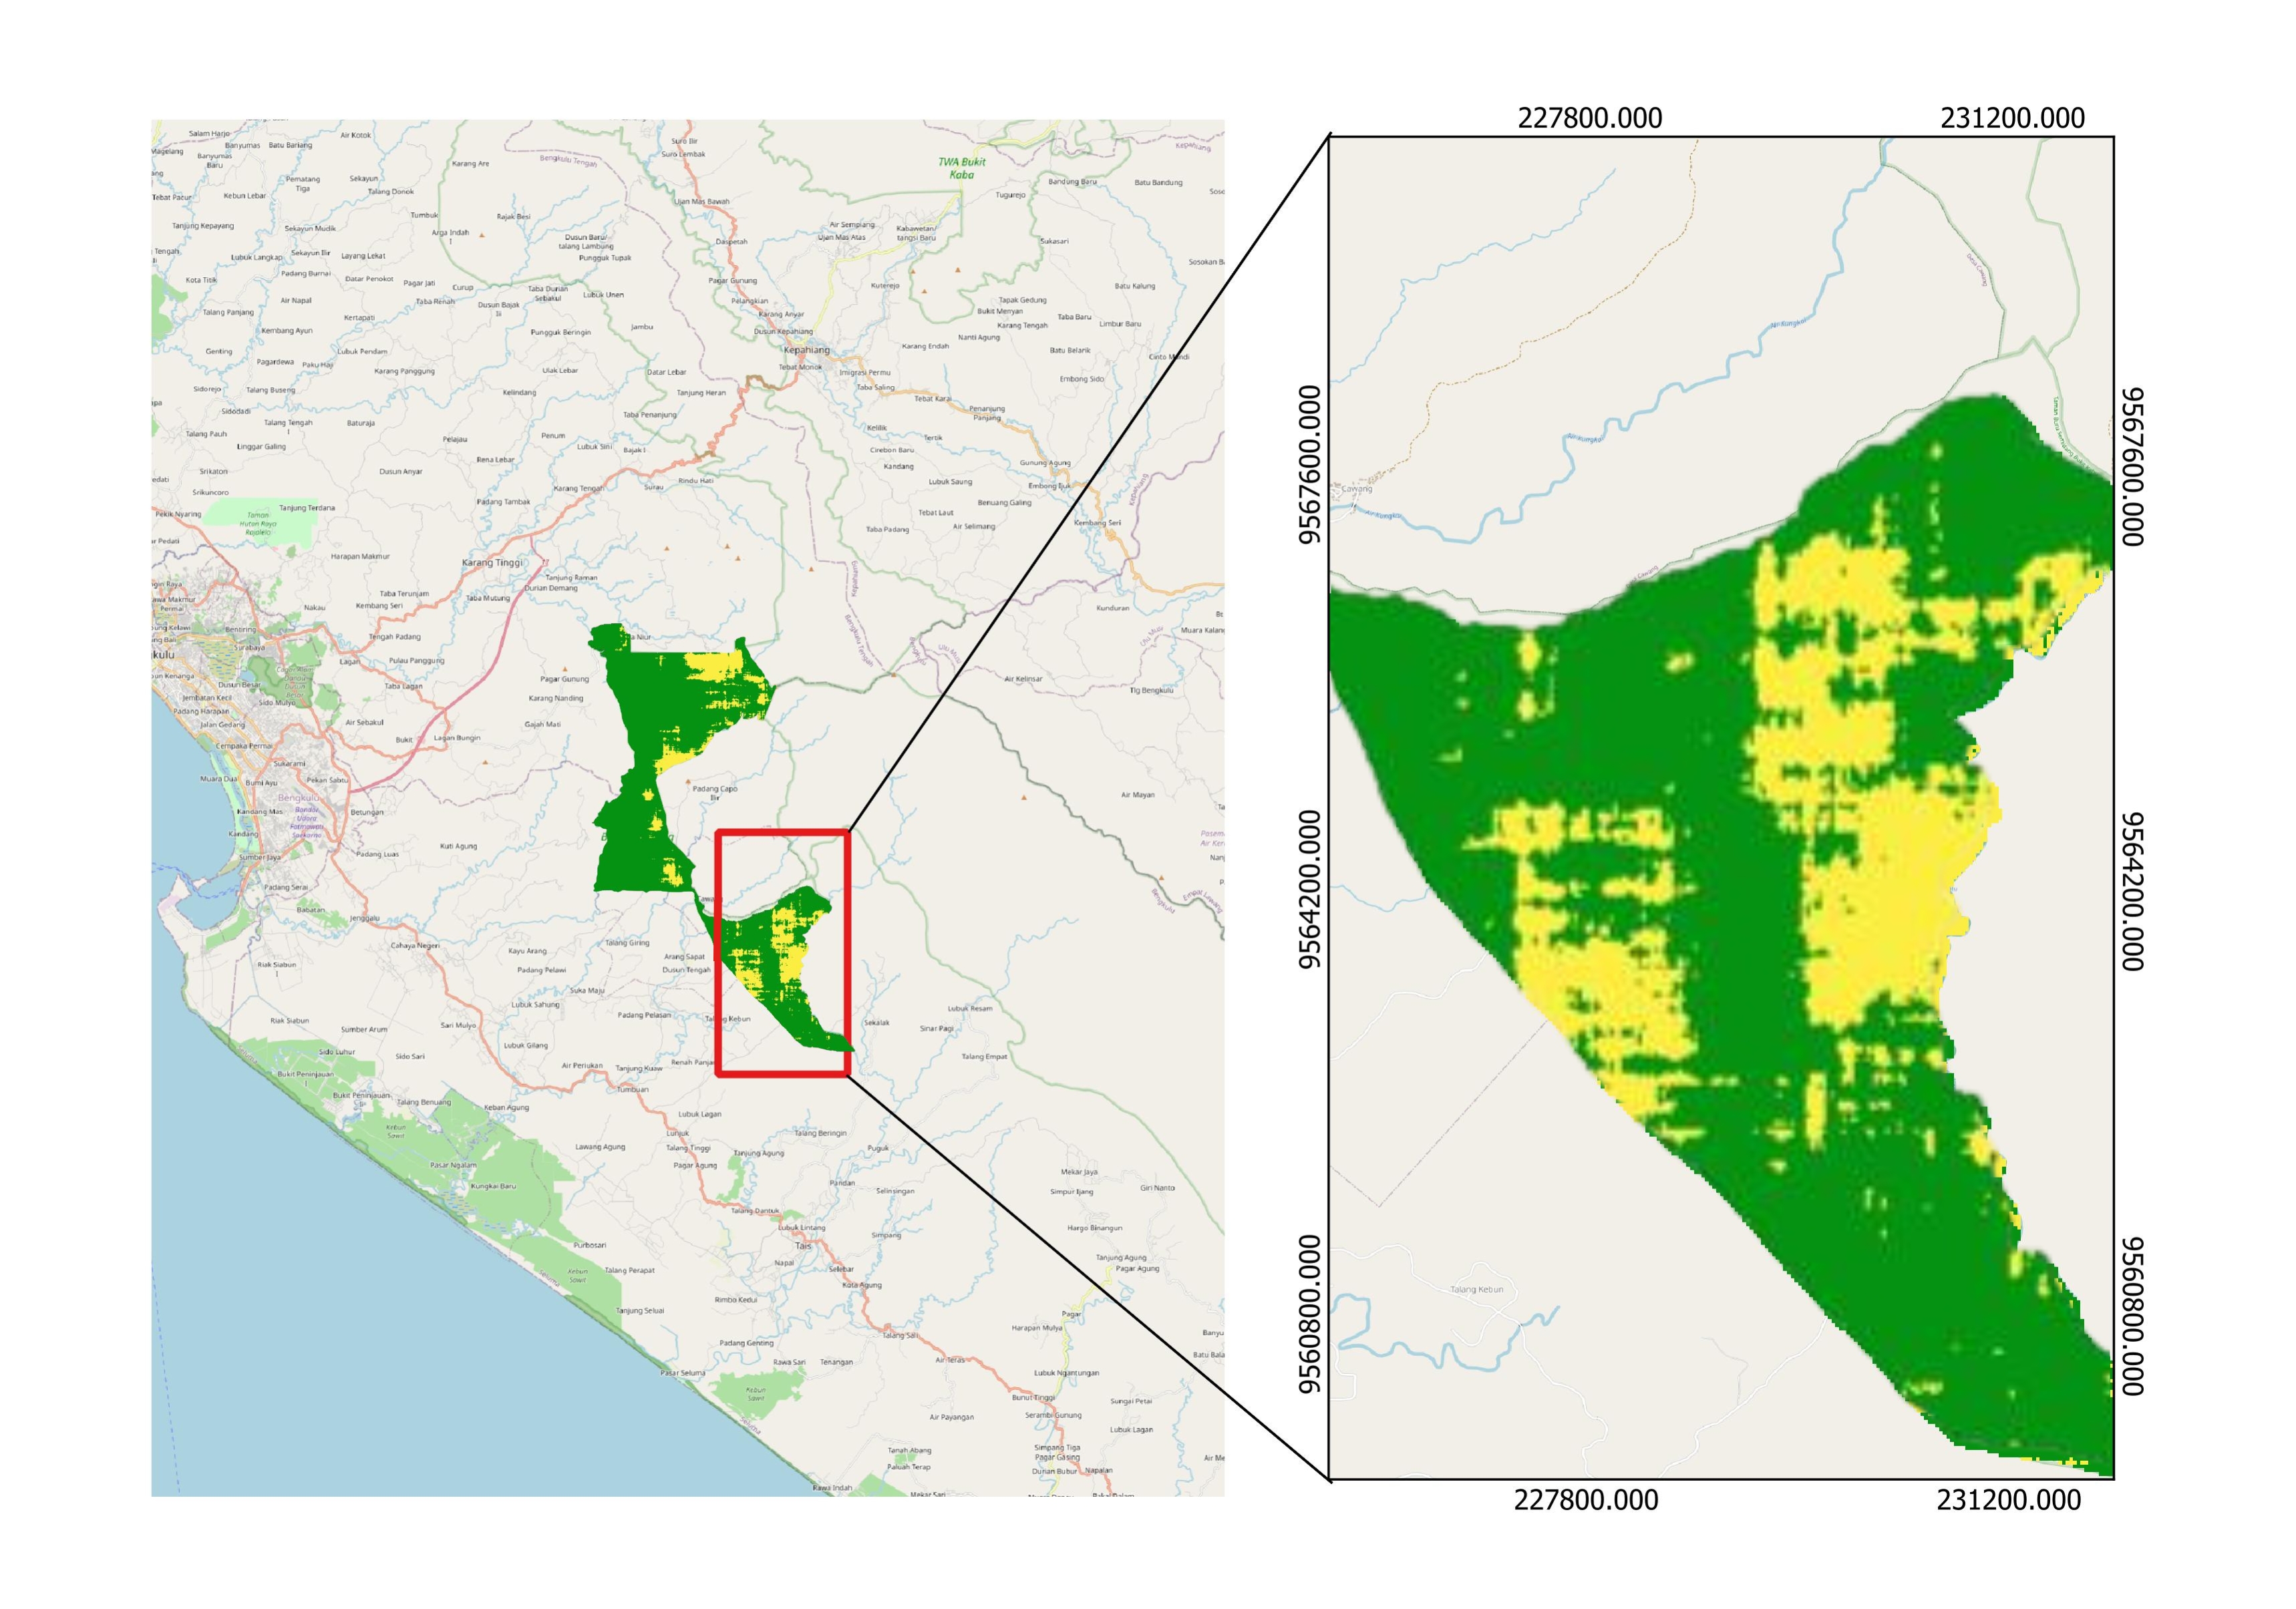 Salam Harjo
Air Kotok
Suro Ilir
Suro Lembak
Magelang
Banyumas
Banyumas
Baru
Batu Bariang
Karang Are
Bengkulu Tengah
TWA Bukit
Kaba
Kepahiang
Pematang
Tiga
Sekayun
Talang Donok
Bandung Baru
Batu Bandung
Tebat Pacur
Kebun Lebar
Ujan Mas Bawah
Tugurejo
Tanjung Kepayang
Sekayun Mudik
Tumbuk
Rajak Besi
Arga Indah
I
Air Sempiang
Ujan Mas Atas
Kabawetan
Tangsi Baru
Dusun Baru
talang Lambung
Pungguk Tupak
Daspetah
Sukasari
Lubuk Langkap
Sekayun Ilir
Layang Lekat
Padang Burnai
Datar Penokot
Pagar Jati
Curup
Kota Titik
Taba Renah
Taba Durian
Sebakul
Lubuk Unen
Pagar Gunung
Kuterejo
Batu Kalung
Air Napal
Dusun Bajak
Iii
Pelangkian
Tapak Gedung
Bukit Menyan
Talang Panjang
Kertapati
Karang Anyar
Taba Baru
Karang Tengah
Limbur Baru
Kembang Ayun
Pungguk Beringin
Jambu
Dusun Kepahiang
Nanti Agung
Genting
Lubuk Pendam
Kepahiang
Karang Endah
Batu Belarik
Pagardewa
Paku Haji
Karang Panggung
Ulak Lebar
Datar Lebar
Tebat Monok
Imigrasi Permu
Embong Sido
Sidorejo
Talang Buseng
Kelindang
Tanjung Heran
Taba Saling
Tebat Karai
Sidodadi
Taba Penanjung
Penanjung
Panjang
Talang Tengah
I
Baturaja
Kelilik
Talang Pauh
Linggar Galing
Pelajau
Penum
Lubuk Sini
Bajak I
Tertik
Cirebon Baru
Rena Lebar
Kandang
Gunung Agung
Srikaton
Dusun Anyar
Lubuk Saung
Embong Ijuk
Srikuncoro
Karang Tengah
Surau
Rindu Hati
Padang Tambak
Benuang Galing
Pekik Nyaring
Taman
Hutan Raya
Rajolelo
Tanjung Terdana
Tebat Laut
Taba Padang
Air Selimang
Kembang Seri
Harapan Makmur
Karang Tinggi
Tanjung Raman
Durian Demang
Taba Terunjam
Kembang Seri
Taba Mutung
Nakau
Kunduran
Bentiring
Surabaya
Tengah Padang
Lagan
Pulau Panggung
Dusun Besar
Taba Lagan
Pagar Gunung
Karang Nanding
Air Kelinsar
Tlg Bengkulu
Jembatan Kecil
Sido Mulyo
Padang Harapan
Jalan Gedang
Air Sebakul
Gajah Mati
Cempaka Permai
Bukit
Lagan Bungin
Sukarami
Muara Dua
Bumi Ayu
Pekan Sabtu
Padang Capo
Ilir
Air Mayan
Kandang Mas
Bengkulu
Bandar
Udara
Fatmawati
Soekarno
Betungan
Kandang
Kuti Agung
Sumber Jaya
Padang Luas
Padang Serai
Babatan
Jenggalu
Cahaya Negeri
Talang Giring
Kayu Arang
Arang Sapat
Dusun Tengah
Riak Siabun
I
Padang Pelawi
Suka Maju
Lubuk Sahung
Padang Pelasan
Lubuk Resam
Riak Siabun
Sumber Arum
Sari Mulyo
Sekalak
Sinar Pagi
Sido Luhur
Sido Sari
Lubuk Gilang
Talang Empat
Bukit Peninjauan
I
Air Periukan
Tanjung Kuaw
Tumbuan
Talang Benuang
Keban Agung
Lubuk Lagan
Kebun
Sawit
Lunjuk
Talang Beringin
Lawang Agung
Talang Tinggi
Tanjung Agung
Puguk
Pasar Ngalam
Pagar Agung
Mekar Jaya
Kungkai Baru
Pandan
Selinsingan
Simpur Ijang
Giri Nanto
Talang Dantuk
Lubuk Lintang
Hargo Binangun
Purbosari
Tais
Simpang
Kebun
Sawit
Talang Perapat
Napal
Selebar
Tanjung Agung
Pagar Agung
Rimbo Kedui
Kota Agung
Tanjung Seluai
Pagar
Talang Sali
Harapan Mulya
Padang Genting
Rawa Sari
Tenangan
Air Teras
Pasar Seluma
Lubuk Ngantungan
Kebun
Sawit
Bunut Tinggi
Sungai Petai
Serambi Gunung
Air Payangan
Lubuk Lagan
Seluma
Tanah Abang
Paluah Terap
Simpang Tiga
Pagar Gasing
Dunan Bubur
Napalan
Rawa Indah
227800.000
231200.000
9567600.000
9567600.000
Air Kungkai
Air Kungkai
Cawang
9564200.000
9564200.000
9560800.000
9560800.000
Talang Kebun
227800.000
231200.000